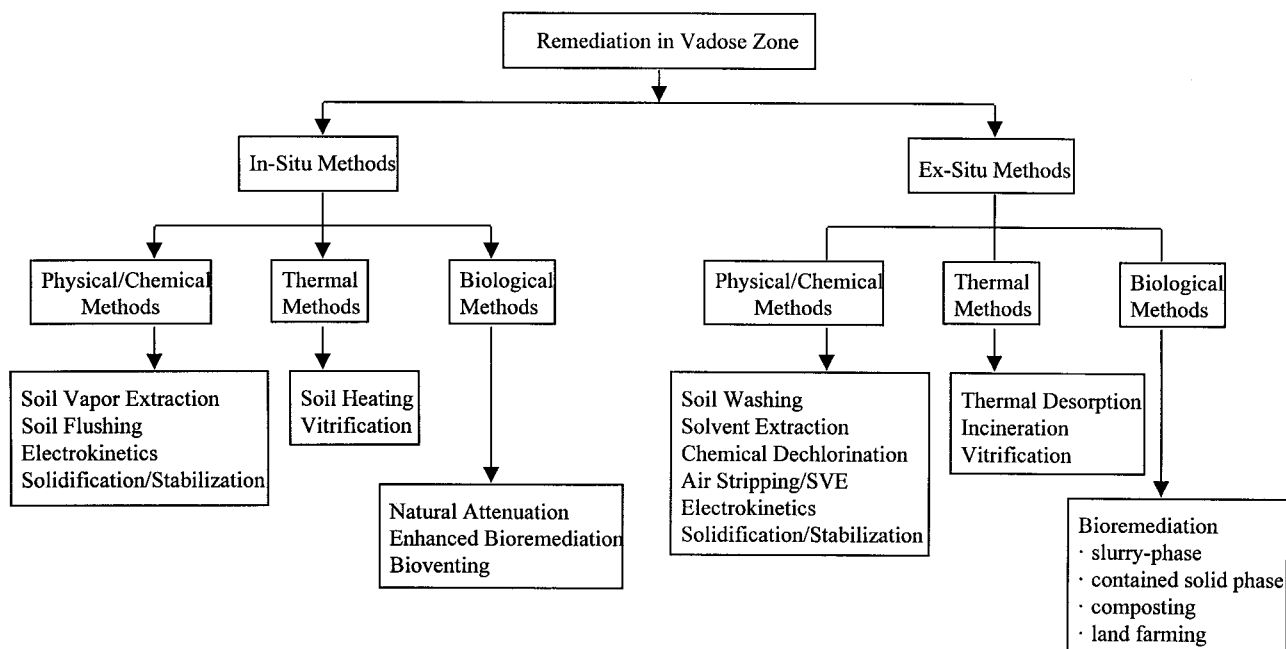 Remediation in Vadose Zone
In-Situ Methods
Ex-Situ Methods
Physical/Chemical
Methods
Thermal
Methods
Biological
Methods
Physical/Chemical
Methods
Thermal
Methods
Biological
Methods
Soil Vapor Extraction
Soil Flushing
Electrokinetics
Solidification/Stabilization
Soil Heating
Vitrification
Natural Attenuation
Enhanced Bioremediation
Bioventing
Soil Washing
Solvent Extraction
Chemical Dechlorination
Air Stripping/SVE
Electrokinetics
Solidification/Stabilization
Thermal Desorption
Incineration
Vitrification
Bioremediation
· slurry-phase
· contained solid phase
· composting
· land farming